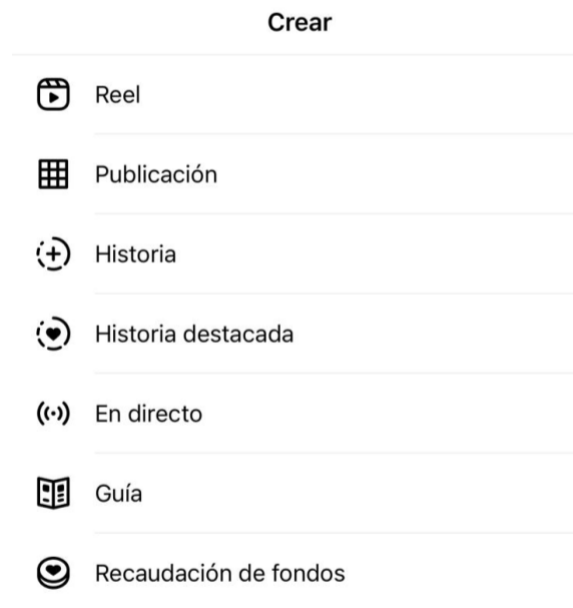 Crear
Reel
Publicación
Historia
Historia destacada
En directo
Guía
Recaudación de fondos